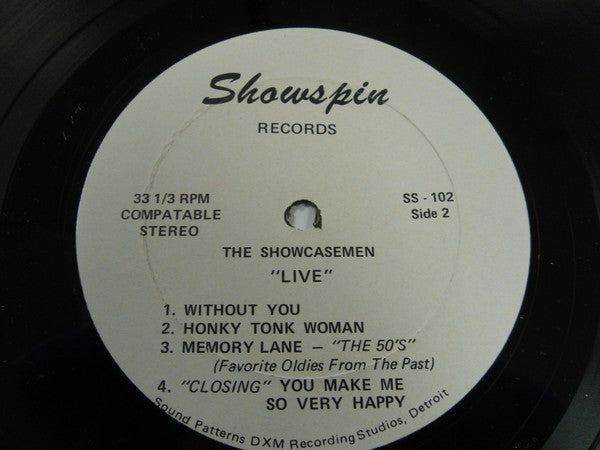 Showspin
RECORDS
33 1/3 RPM
COMPATABLE
STEREO
SS - 102
Side 2
THE SHOWCASEMEN
"LIVE"
1. WITHOUT YOU
2. HONKY TONK WOMAN
3. MEMORY LANE – "THE 50'S"
(Favorite Oldies From The Past)
4. "CLOSING" YOU MAKE ME
SO VERY HAPPY
Sound Patterns DXM Recording Studios, Detroit